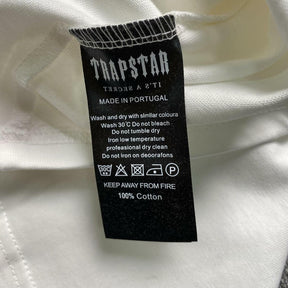 TRAPSTAR
IT'S A SECRET
MADE IN PORTUGAL
Wash and dry with similar colours
Wash 30°C Do not bleach
Do not tumble dry
Iron low temperature
professional dry clean
Do not Iron on deoorafons
KEEP AWAY FROM FIRE
100% Cotton